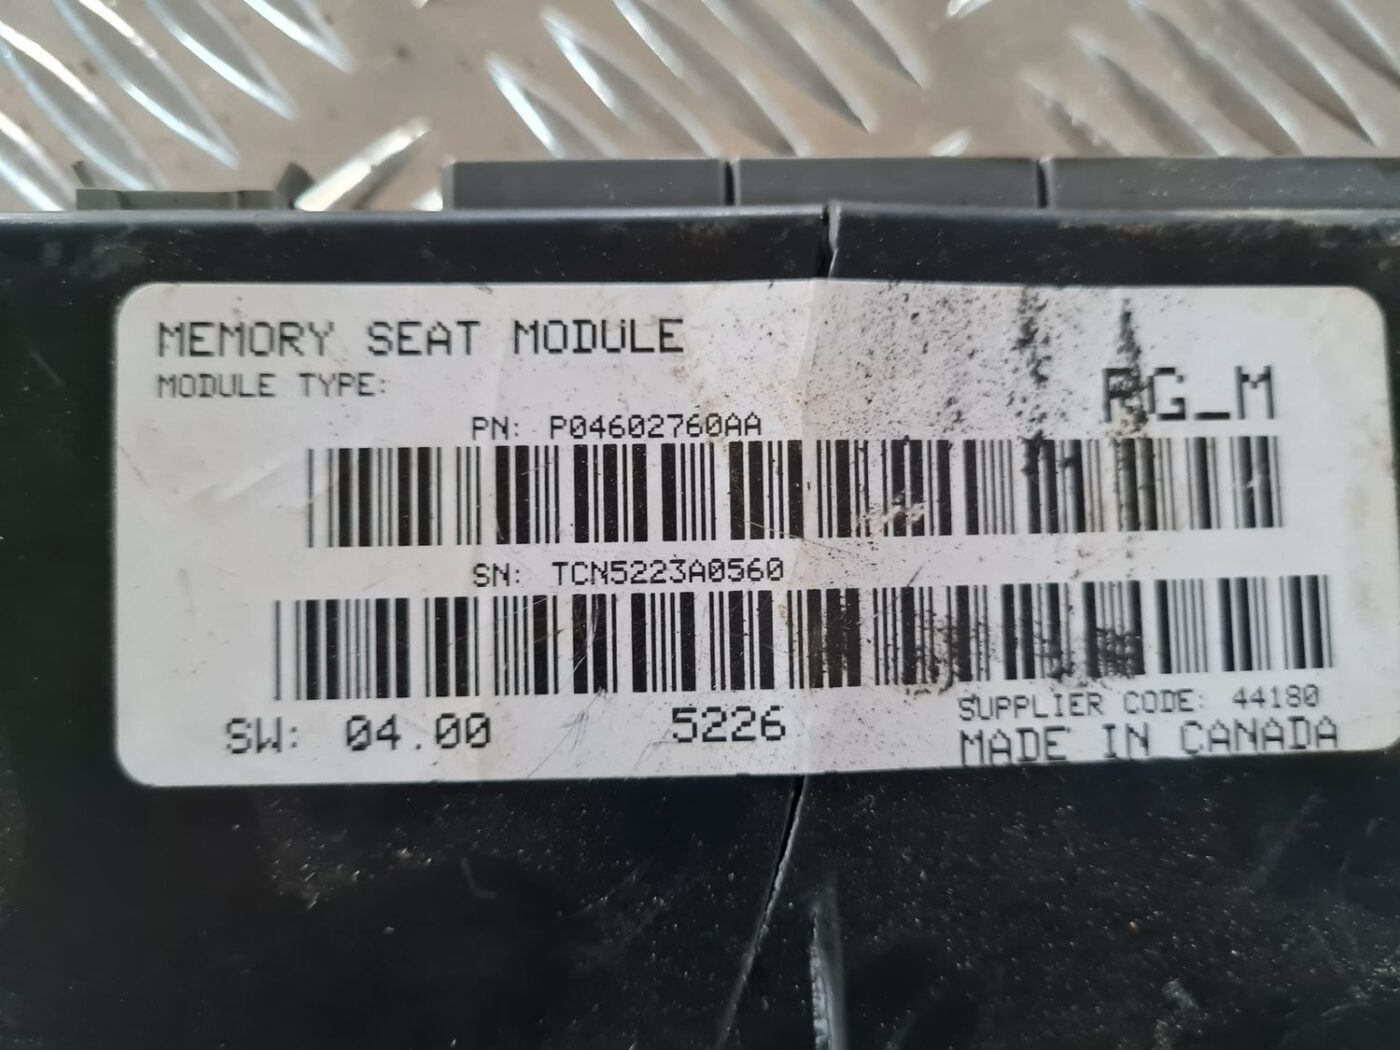 MEMORY SEAT MODULE
MODULE TYPE:
RG_M
PN: P04602760AA
SN: TCN5223A0560
SW: 04.00 5226
SUPPLIER CODE: 44180
MADE IN CANADA